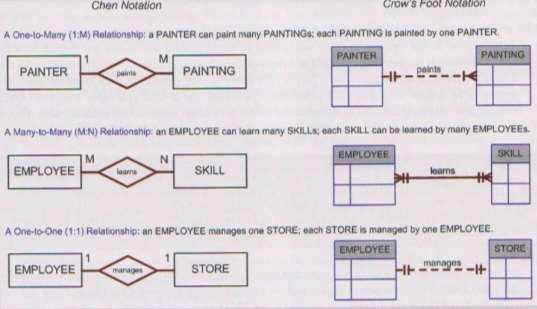 Chen Notation
Crow's Foot Notation
A One-to-Many (1:M) Relationship: a PAINTER can paint many PAINTINGs; each PAINTING is painted by one PAINTER.
PAINTER
1
paints
M
PAINTING
PAINTER
paints
PAINTING
A Many-to-Many (M:N) Relationship: an EMPLOYEE can learn many SKILLs; each SKILL can be learned by many EMPLOYEEs.
EMPLOYEE
M
learns
N
SKILL
EMPLOYEE
learns
SKILL
A One-to-One (1:1) Relationship: an EMPLOYEE manages one STORE; each STORE is managed by one EMPLOYEE.
EMPLOYEE
1
manages
1
STORE
EMPLOYEE
manages
STORE